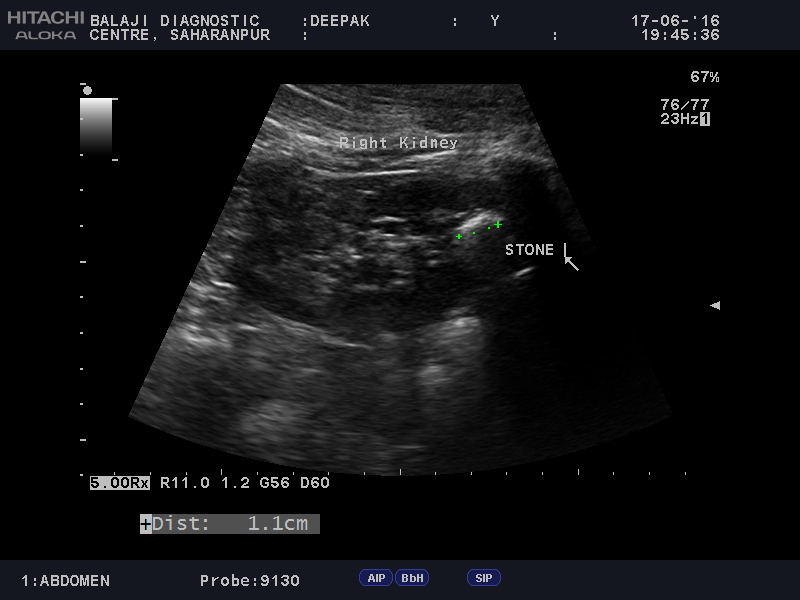 HITACHI ALOKA
BALAJI DIAGNOSTIC :DEEPAK : Y 17-06-'16
CENTRE, SAHARANPUR : : 19:45:36
67%
76/77
23Hz1
Right Kidney
STONE
5.00Rx R11.0 1.2 G56 D60
+Dist: 1.1cm
1:ABDOMEN Probe:9130 AIP BbH SIP